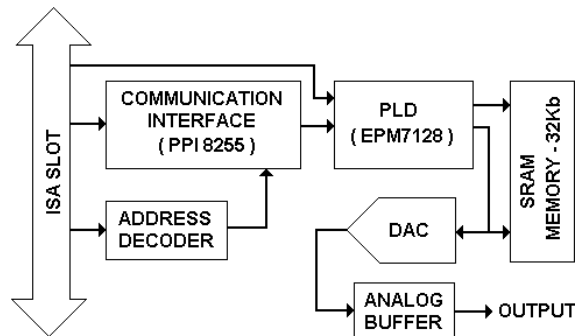 ISA SLOT
COMMUNICATION
INTERFACE
( PPI 8255 )
ADDRESS
DECODER
PLD
( EPM7128 )
SRAM
MEMORY - 32Kb
DAC
ANALOG
BUFFER
OUTPUT